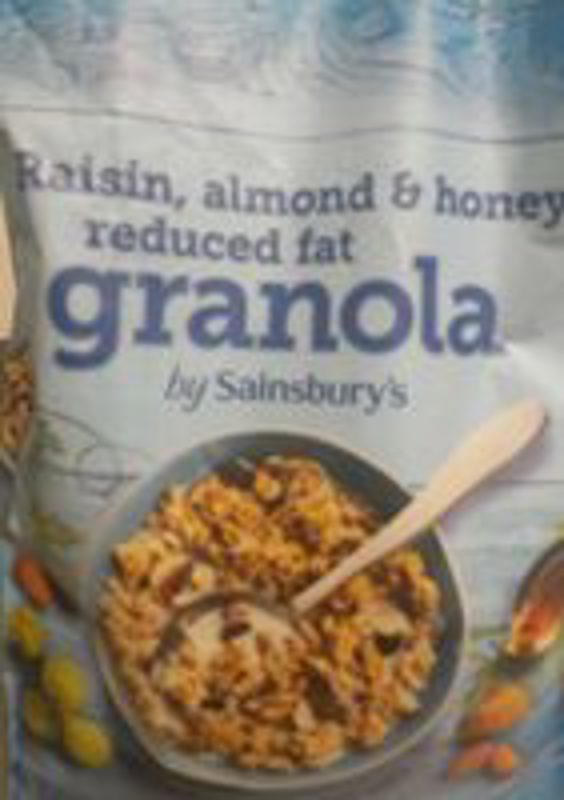 Raisin, almond & honey
reduced fat
granola
by Sainsbury's